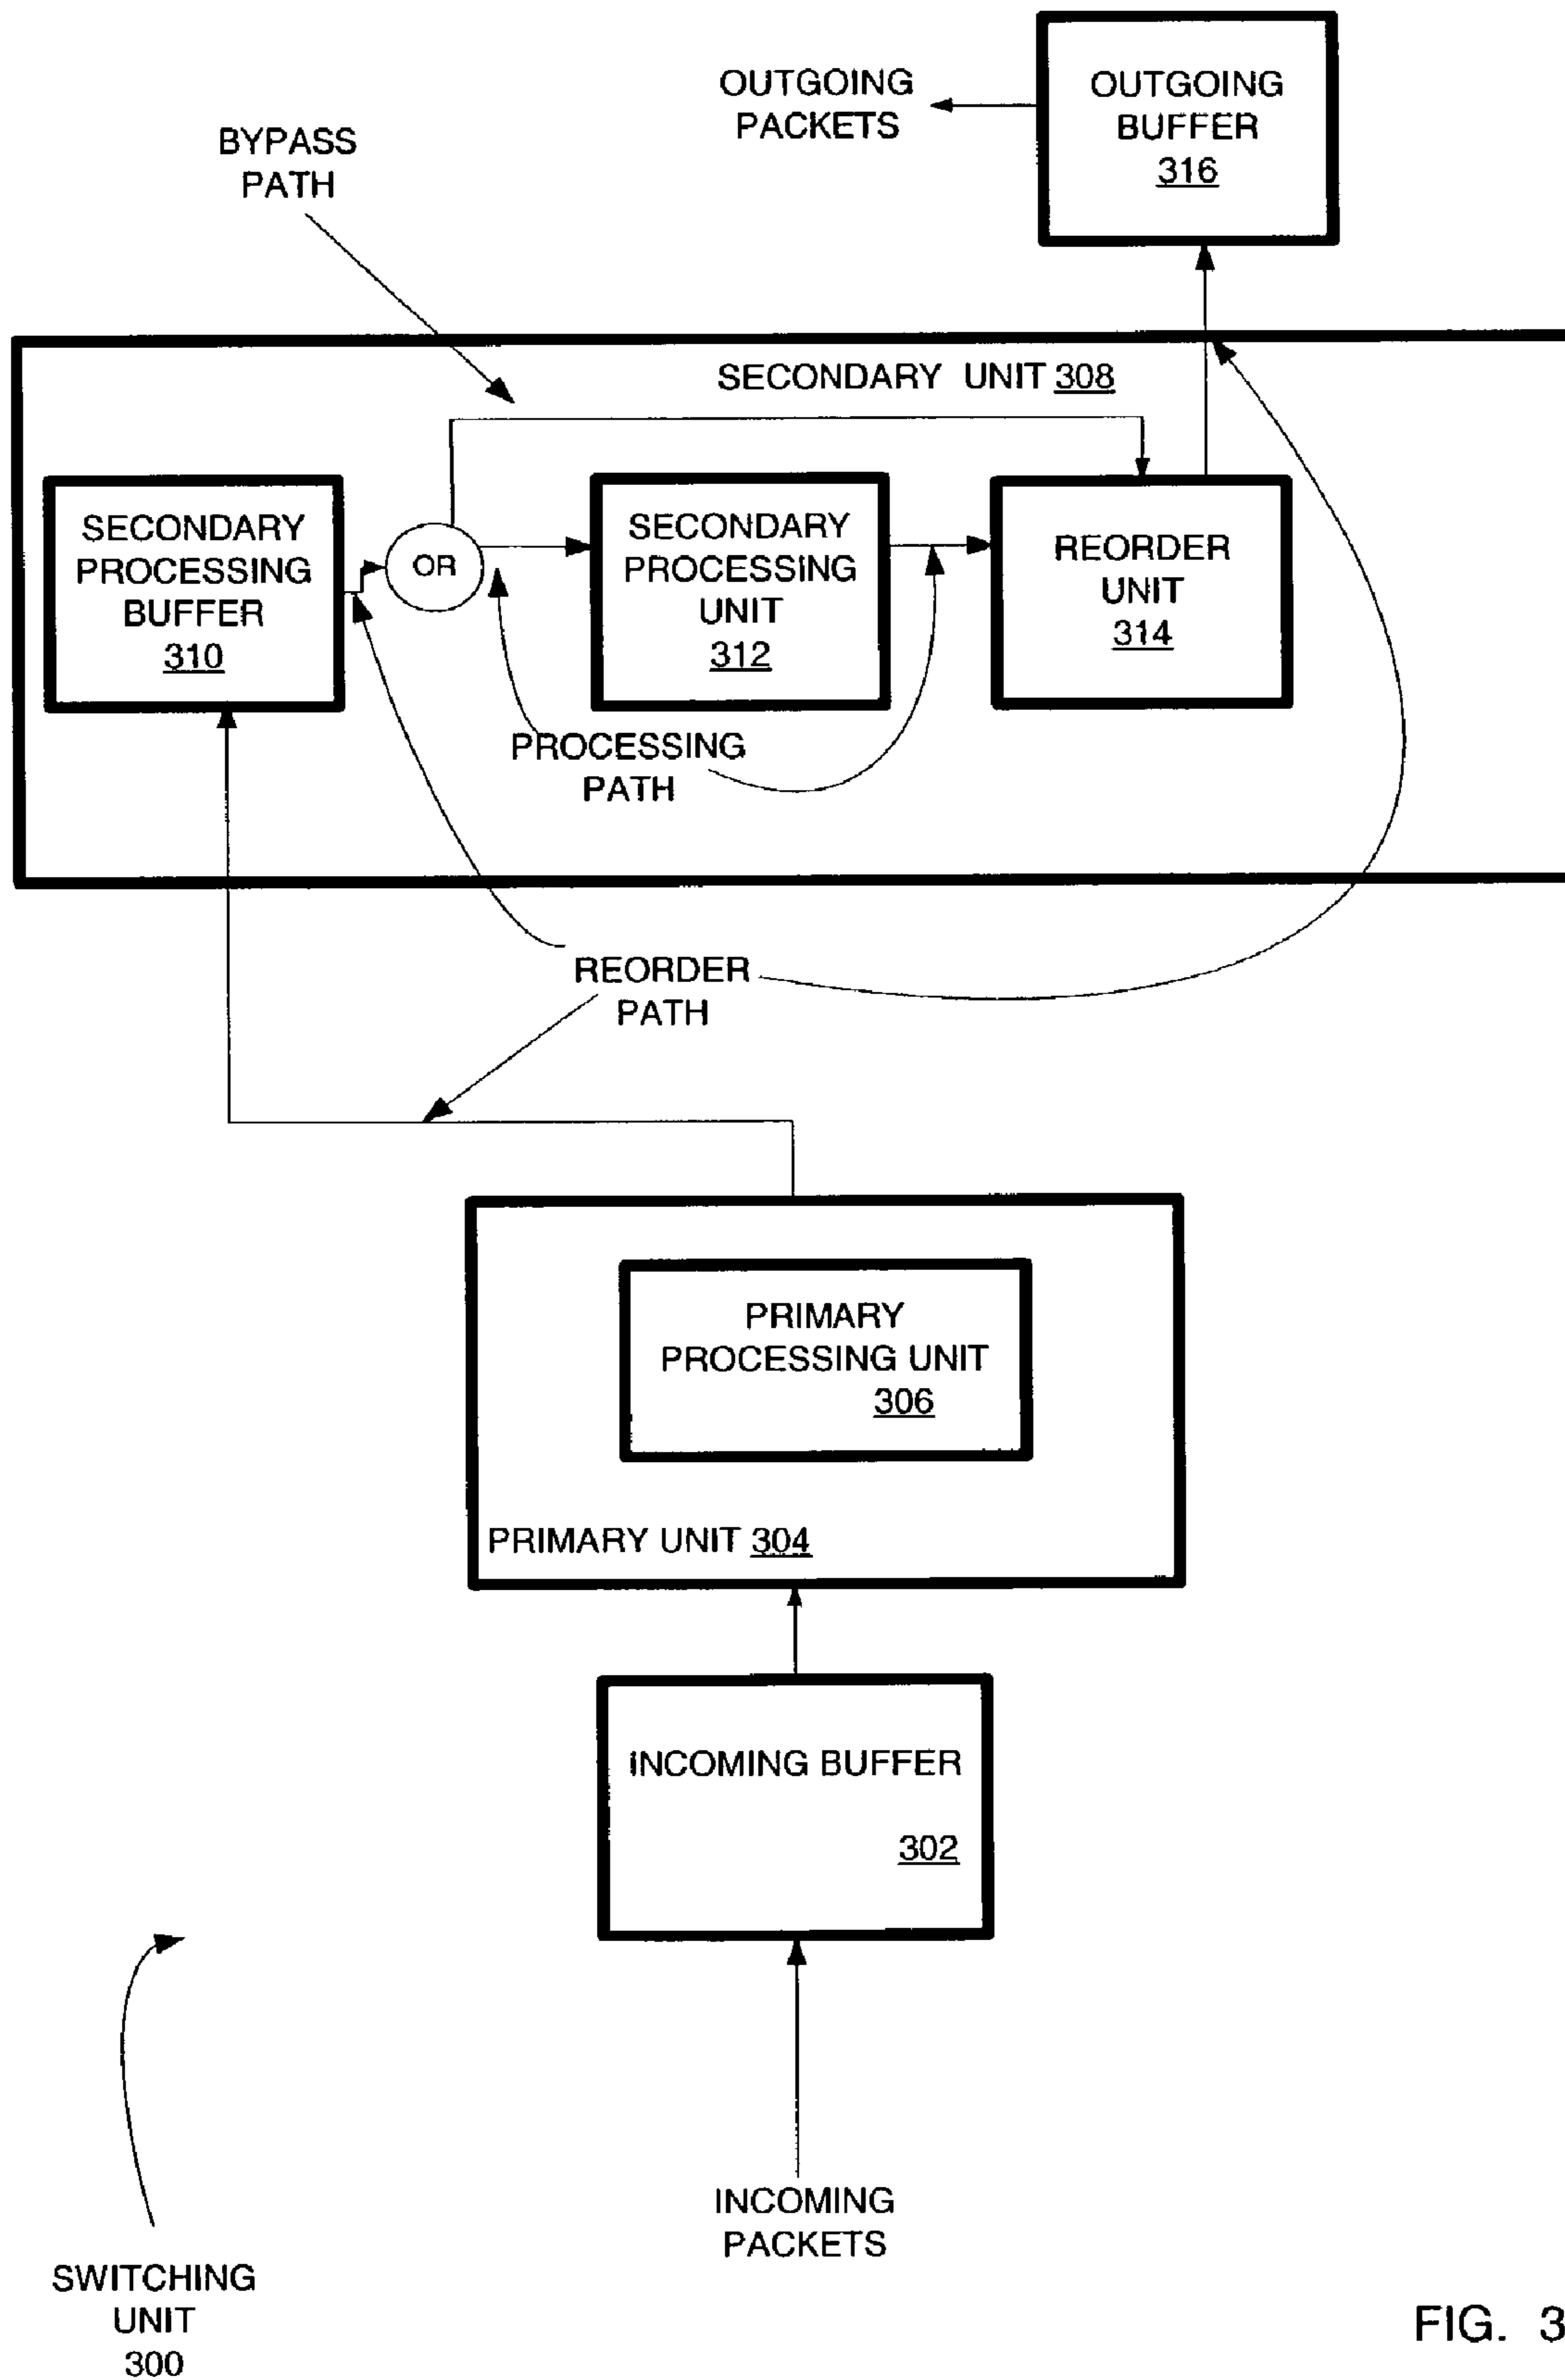 OUTGOING
PACKETS
OUTGOING
BUFFER
316
BYPASS
PATH
SECONDARY UNIT 308
SECONDARY
PROCESSING
BUFFER
310
OR
SECONDARY
PROCESSING
UNIT
312
REORDER
UNIT
314
PROCESSING
PATH
REORDER
PATH
PRIMARY
PROCESSING UNIT
306
PRIMARY UNIT 304
INCOMING BUFFER
302
INCOMING
PACKETS
SWITCHING
UNIT
300
FIG. 3